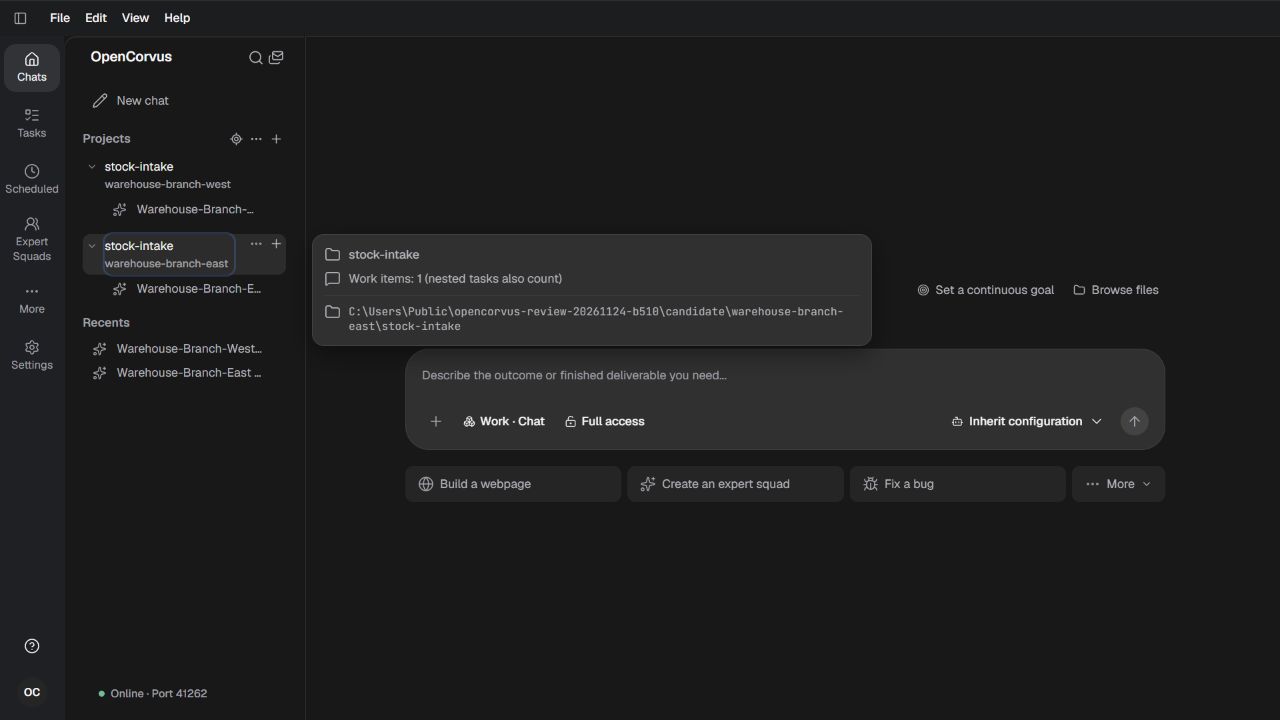 File Edit View Help
OpenCorvus
Chats
New chat
Tasks
Projects
stock-intake
warehouse-branch-west
Scheduled
Warehouse-Branch-...
Expert
Squads
stock-intake
warehouse-branch-east
Warehouse-Branch-E...
More
Recents
Warehouse-Branch-West...
Settings
Warehouse-Branch-East ...
stock-intake
Work items: 1 (nested tasks also count)
C:\Users\Public\opencorvus-review-20261124-b510\candidate\warehouse-branch-
east\stock-intake
Set a continuous goal Browse files
Describe the outcome or finished deliverable you need...
Work · Chat Full access Inherit configuration
Build a webpage Create an expert squad Fix a bug More
OC
Online · Port 41262